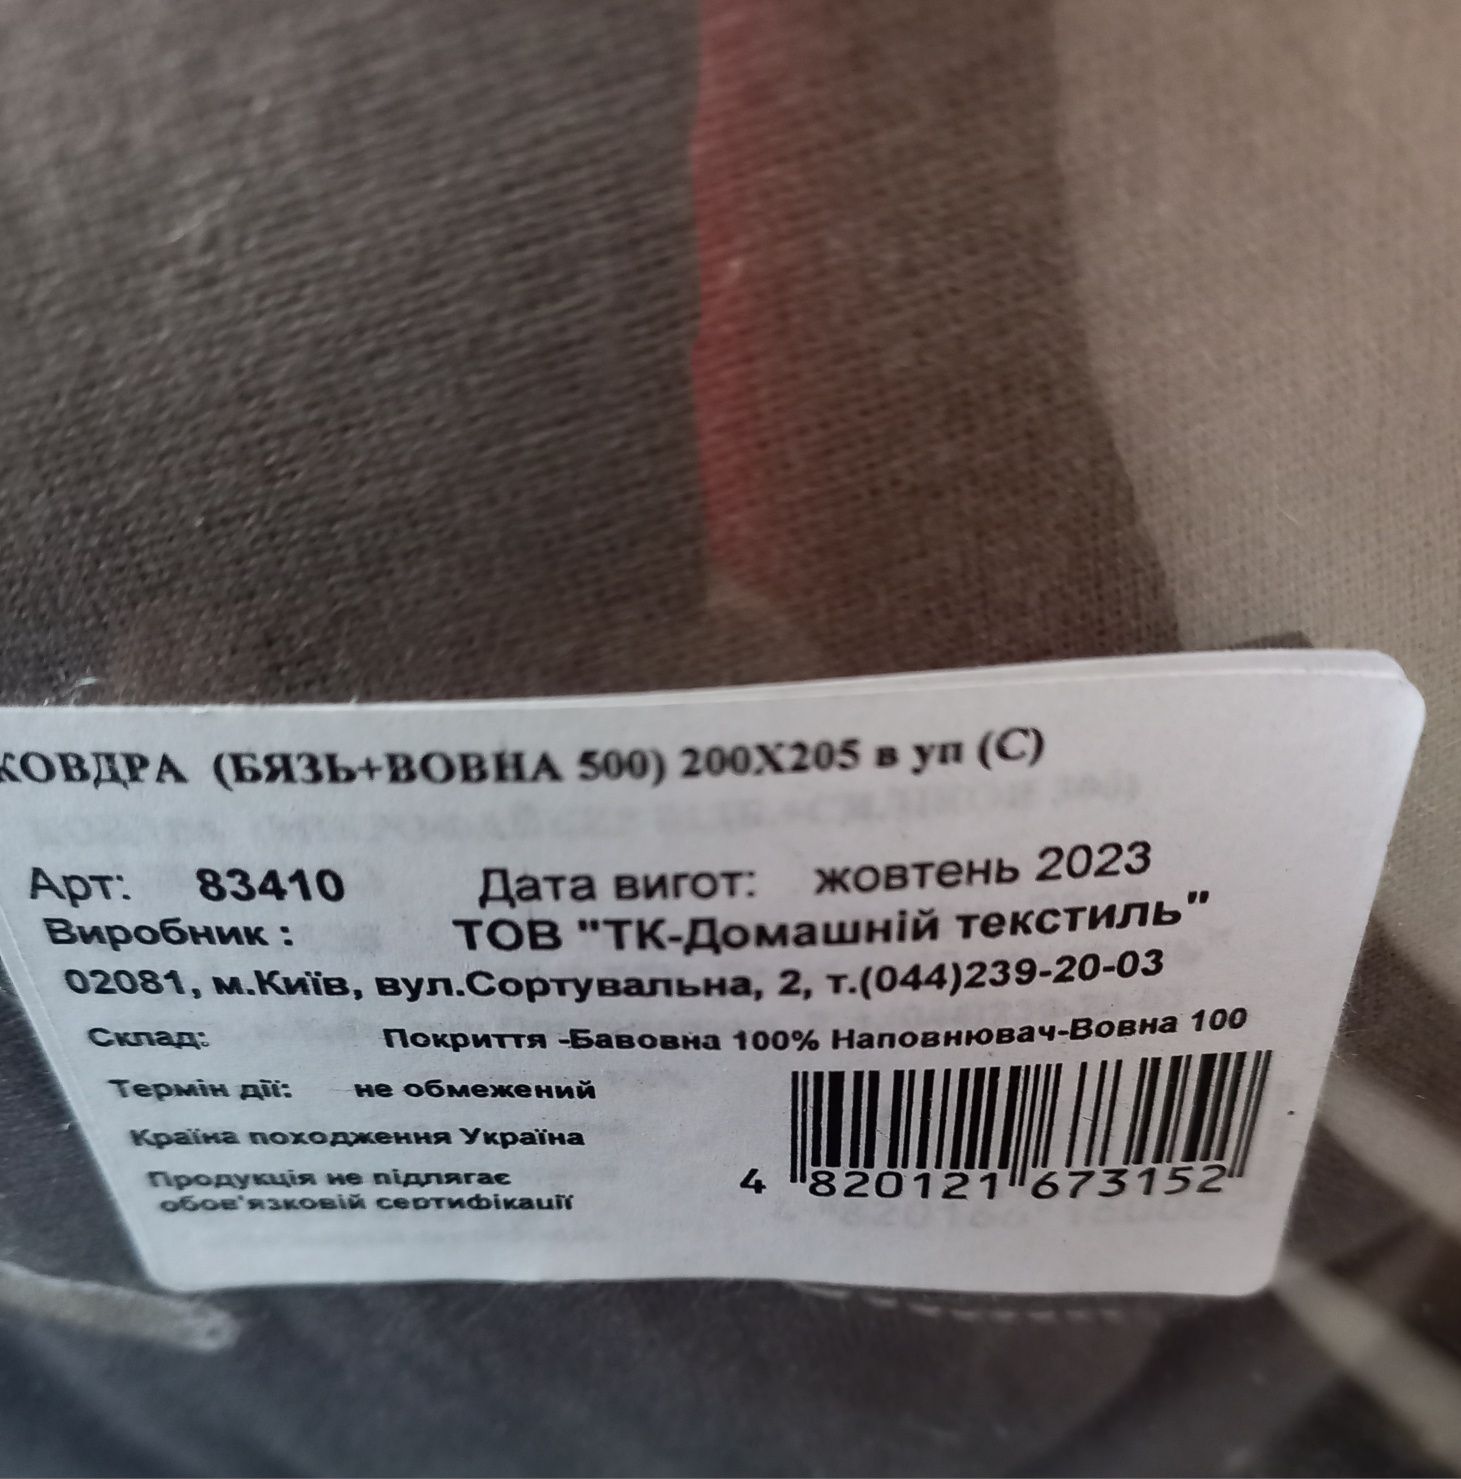 КОВДРА (БЯЗЬ+ВОВНА 500) 200Х205 в уп (С)
Арт: 83410 Дата вигот: жовтень 2023
Виробник : ТОВ "ТК-Домашній текстиль"
02081, м.Київ, вул.Сортувальна, 2, т.(044)239-20-03
Склад: Покриття -Бавовна 100% Наповнювач-Вовна 100
Термін дії: не обмежений
Країна походження Україна
Продукція не підлягає
обов'язковій сертифікації
4 820121 673152